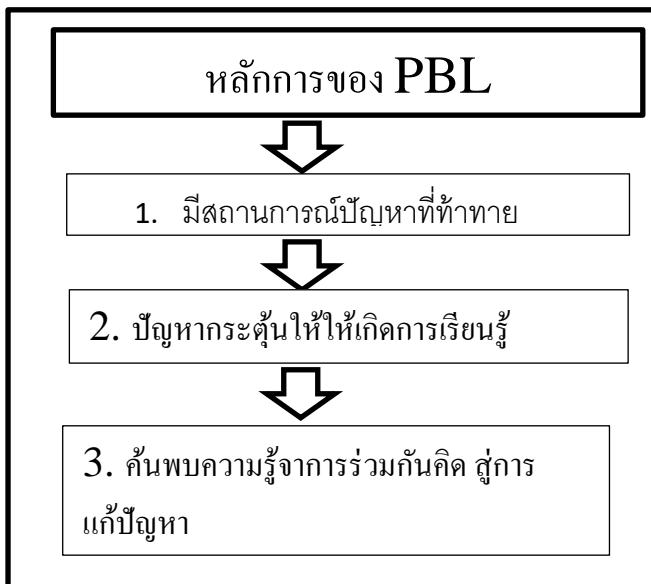 หลักการของ PBL
1. มีสถานการณ์ปัญหาที่ท้าทาย
2. ปัญหากระตุ้นให้ให้เกิดการเรียนรู้
3. ค้นพบความรู้จาการร่วมกันคิด สู่การ
แก้ปัญหา